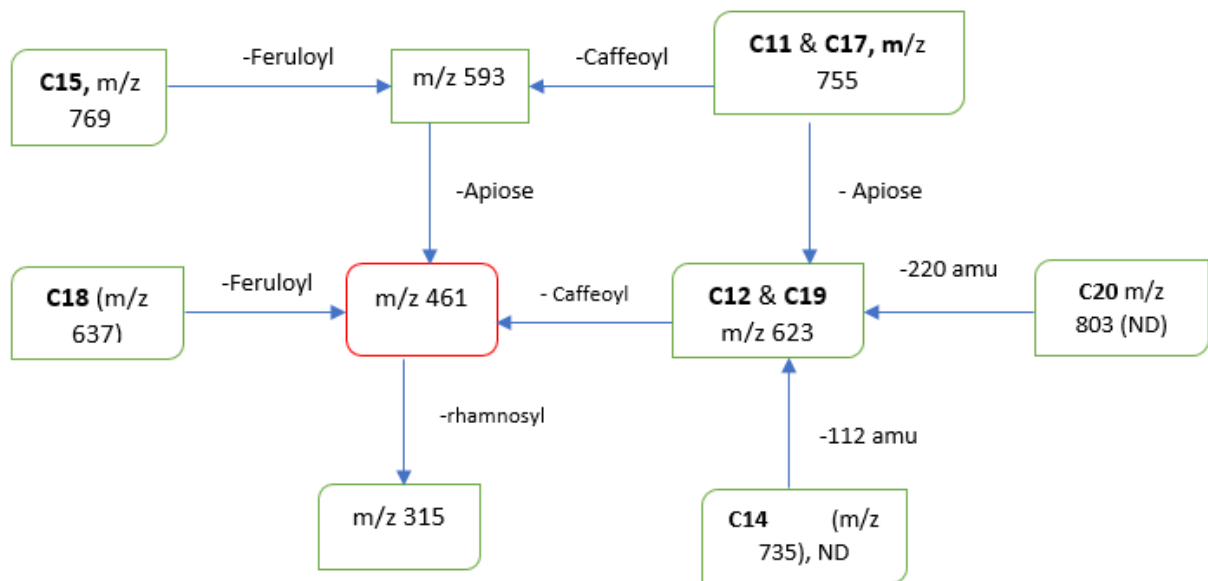 C15, m/z
769
-Feruloyl
m/z 593
-Caffeoyl
C11 & C17, m/z
755
-Apiose
- Apiose
C18 (m/z
637)
-Feruloyl
m/z 461
- Caffeoyl
C12 & C19
m/z 623
-220 amu
C20 m/z
803 (ND)
-rhamnosyl
-112 amu
m/z 315
C14 (m/z
735), ND